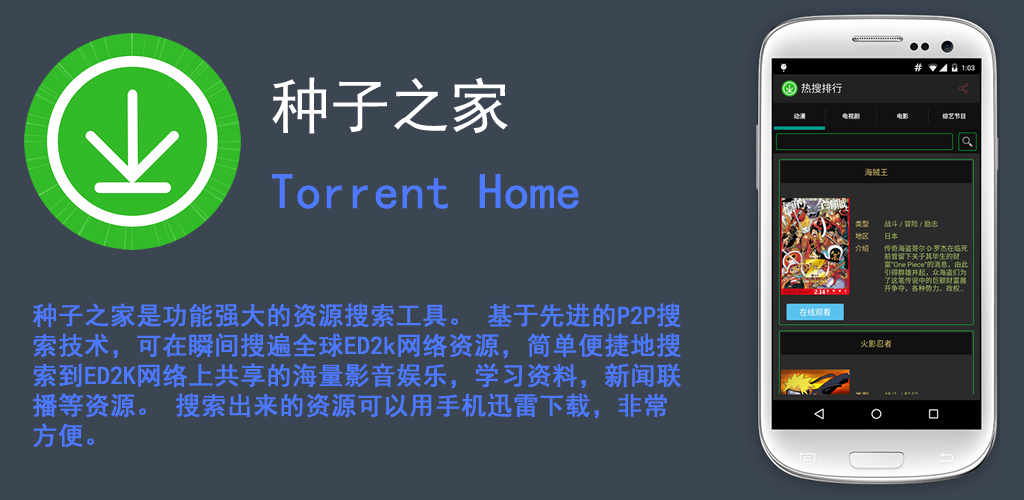 种子之家
Torrent Home
种子之家是功能强大的资源搜索工具。 基于先进的P2P搜
索技术，可在瞬间搜遍全球ED2k网络资源，简单便捷地搜
索到ED2K网络上共享的海量影音娱乐，学习资料，新闻联
播等资源。 搜索出来的资源可以用手机迅雷下载，非常
方便。
1:03
热搜排行
动漫 电视剧 电影 综艺节目
海贼王
类型 战斗 / 冒险 / 励志
地区 日本
介绍 传奇海盗哥尔·D·罗杰在临死
前曾留下关于其毕生的财
富"One Piece"的消息，由此
引得群雄并起，众海盗们为
了这笔传说中的巨额财富展
开争夺，各种势力、政权...
2.14
在线观看
火影忍者